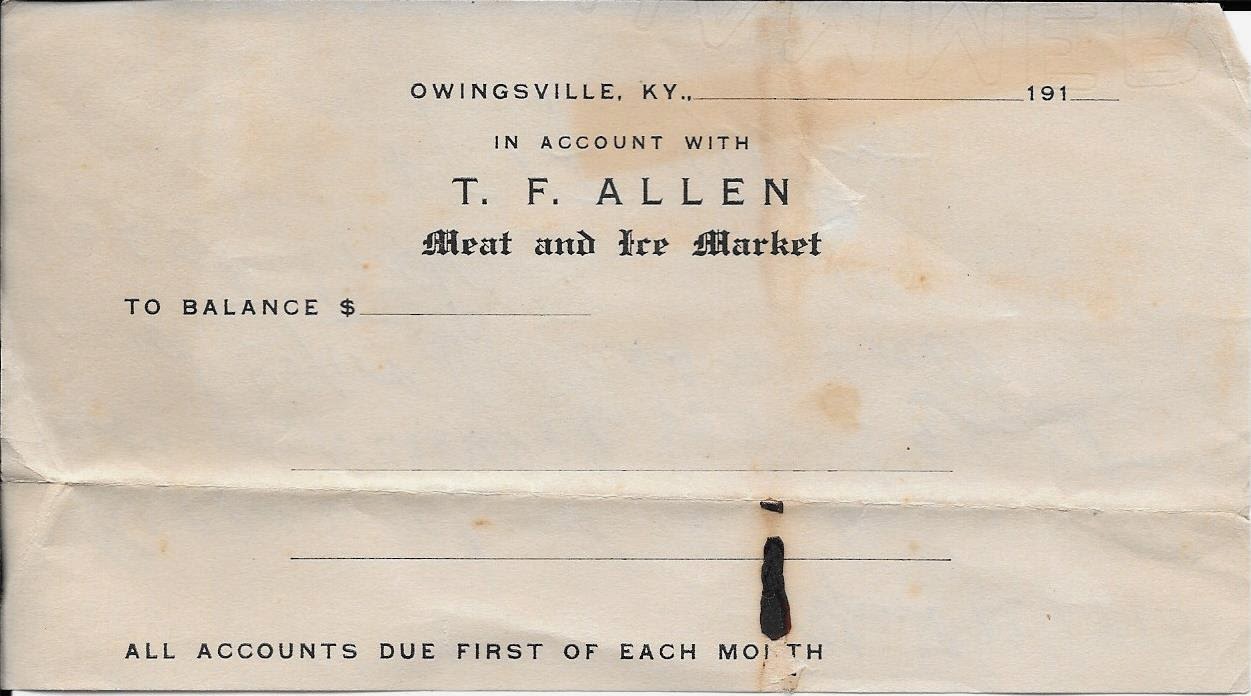 OWINGSVILLE, KY., 191
IN ACCOUNT WITH
T. F. ALLEN
Meat and Ice Market
TO BALANCE $
ALL ACCOUNTS DUE FIRST OF EACH MONTH